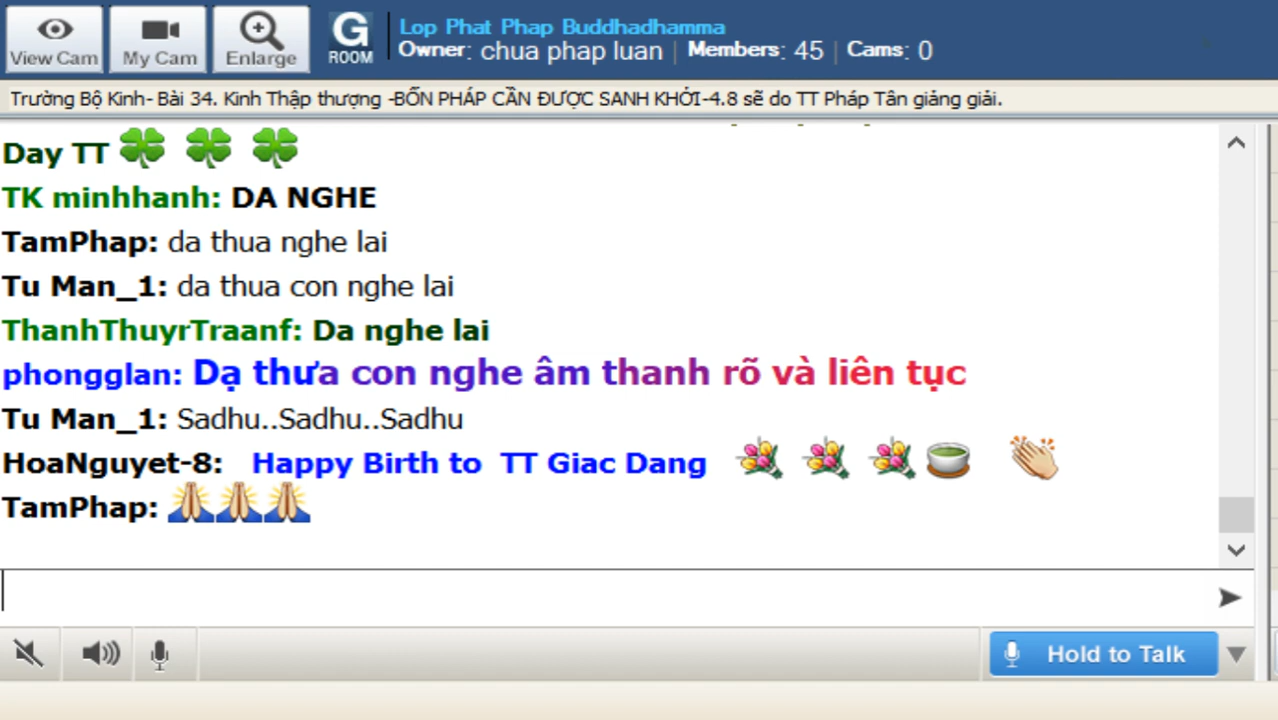 View Cam
My Cam
Enlarge
G
ROOM
Lop Phat Phap Buddhadhamma
Owner: chua phap luan | Members: 45 | Cams: 0
Trường Bộ Kinh- Bài 34. Kinh Thập thượng -BỐN PHÁP CẦN ĐƯỢC SANH KHỞI-4.8 sẽ do TT Pháp Tân giảng giải.
Day TT
TK minhhanh: DA NGHE
TamPhap: da thua nghe lai
Tu Man_1: da thua con nghe lai
ThanhThuyrTraanf: Da nghe lai
phongglan: Dạ thưa con nghe âm thanh rõ và liên tục
Tu Man_1: Sadhu..Sadhu..Sadhu
HoaNguyet-8: Happy Birth to TT Giac Dang
TamPhap:
Hold to Talk